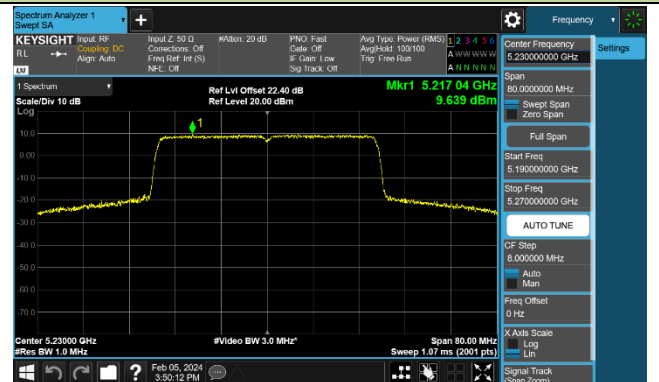 Spectrum Analyzer 1
Swept SA
Frequency
KEYSIGHT
RL
LXI
Input: RF
Coupling: DC
Align: Auto
Input Z: 50 Ω
Corrections: Off
Freq Ref: Int (S)
NFE: Off
#Atten: 20 dB
PNO: Fast
Gate: Off
IF Gain: Low
Sig Track: Off
Avg Type: Power (RMS)
Avg|Hold: 100/100
Trig: Free Run
1 2 3 4 5 6
A W W W W W
A N N N N N
1 Spectrum
Scale/Div 10 dB
Log
Ref Lvl Offset 22.40 dB
Ref Level 20.00 dBm
Mkr1 5.217 04 GHz
9.639 dBm
1
10.0
0.00
-10.0
-20.0
-30.0
-40.0
-50.0
-60.0
-70.0
Center 5.23000 GHz
#Res BW 1.0 MHz
#Video BW 3.0 MHz*
Span 80.00 MHz
Sweep 1.07 ms (2001 pts)
Feb 05, 2024
3:50:12 PM
Center Frequency
5.230000000 GHz
Settings
Span
80.0000000 MHz
Swept Span
Zero Span
Full Span
Start Freq
5.190000000 GHz
Stop Freq
5.270000000 GHz
AUTO TUNE
CF Step
8.000000 MHz
Auto
Man
Freq Offset
0 Hz
X Axis Scale
Log
Lin
Signal Track
(Span Zoom)